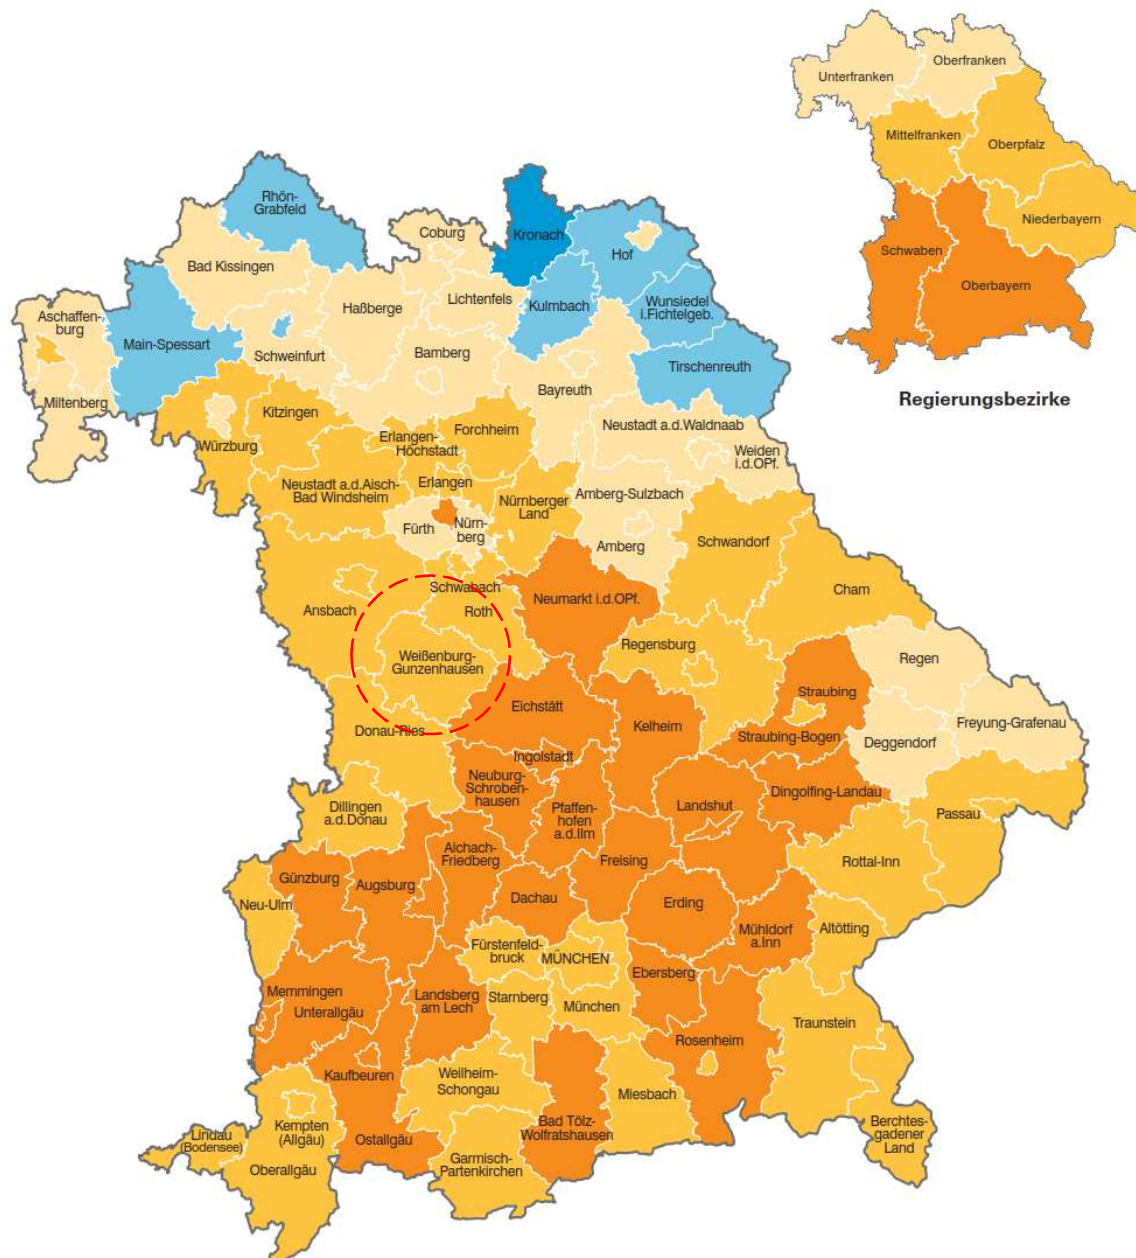 Oberfranken
Unterfranken
Mittelfranken
Oberpfalz
Niederbayern
Schwaben
Oberbayern
Regierungsbezirke
Rhön-
Grabfeld
Coburg
Kronach
Hof
Bad Kissingen
Lichtenfels
Kulmbach
Wunsiedel
i.Fichtelgeb.
Haßberge
Aschaffen-
burg
Main-Spessart
Schweinfurt
Bamberg
Tirschenreuth
Bayreuth
Miltenberg
Kitzingen
Würzburg
Erlangen-
Höchstadt
Forchheim
Neustadt a.d.Waldnaab
Weiden
i.d.OPf.
Neustadt a.d.Aisch-
Bad Windsheim
Erlangen
Nürnberger
Land
Amberg-Sulzbach
Fürth
Nürn-
berg
Amberg
Schwandorf
Ansbach
Schwabach
Roth
Neumarkt i.d.OPf.
Cham
Weißenburg-
Gunzenhausen
Regensburg
Regen
Eichstätt
Kelheim
Straubing
Donau-Ries
Straubing-Bogen
Deggendorf
Freyung-Grafenau
Ingolstadt
Neuburg-
Schroben-
hausen
Pfaffen-
hofen
a.d.Ilm
Landshut
Dingolfing-Landau
Dillingen
a.d.Donau
Passau
Aichach-
Friedberg
Freising
Rottal-Inn
Günzburg
Augsburg
Neu-Ulm
Dachau
Erding
Mühldorf
a.Inn
Altötting
Fürstenfeld-
bruck
MÜNCHEN
Ebersberg
Memmingen
Unterallgäu
Landsberg
am Lech
Starnberg
München
Traunstein
Rosenheim
Kaufbeuren
Weilheim-
Schongau
Miesbach
Bad Tölz-
Wolfratshausen
Berchtes-
gadener
Land
Lindau
(Bodensee)
Kempten
(Allgäu)
Ostallgäu
Oberallgäu
Garmisch-
Partenkirchen